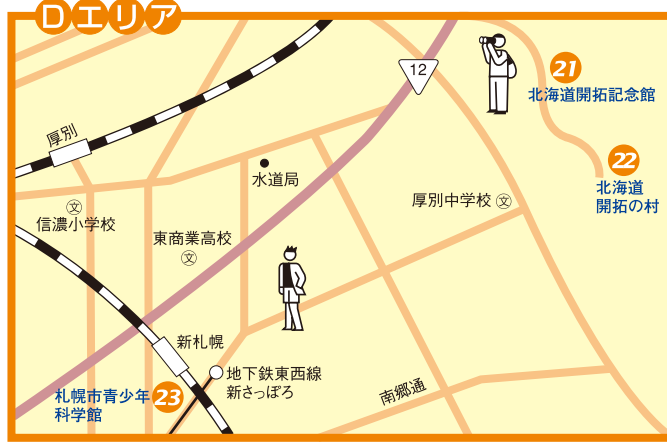 Dエリア
12
21
北海道開拓記念館
厚別
22
水道局
北海道
開拓の村
文
信濃小学校
厚別中学校 文
東商業高校
文
新札幌
地下鉄東西線
新さっぽろ
札幌市青少年
科学館
23
南郷通